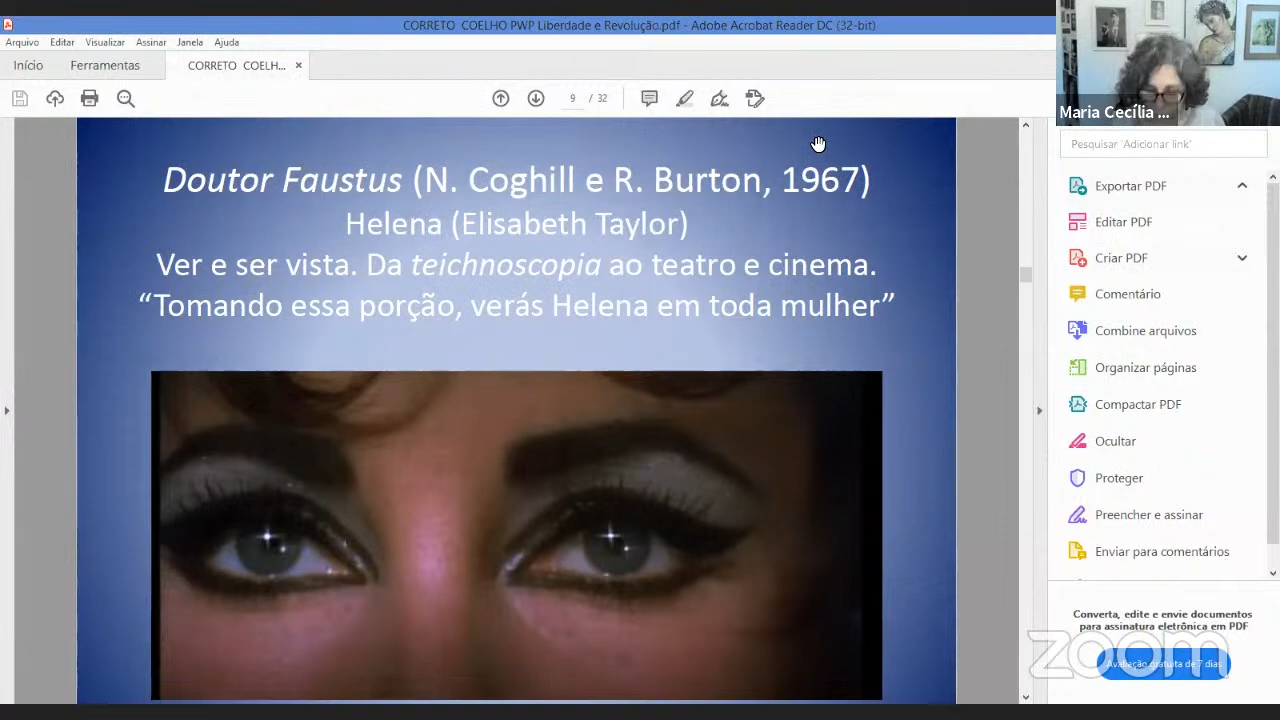 CORRETO COELHO PWP Liberdade e Revolução.pdf - Adobe Acrobat Reader DC (32-bit)
Arquivo Editar Visualizar Assinar Janela Ajuda
Início Ferramentas CORRETO COELH... ×
9 / 32
Maria Cecília ...
Doutor Faustus (N. Coghill e R. Burton, 1967)
Helena (Elisabeth Taylor)
Ver e ser vista. Da teichnoscopia ao teatro e cinema.
“Tomando essa porção, verás Helena em toda mulher”
Pesquisar 'Adicionar link'
Exportar PDF
Editar PDF
Criar PDF
Comentário
Combine arquivos
Organizar páginas
Compactar PDF
Ocultar
Proteger
Preencher e assinar
Enviar para comentários
Converta, edite e envie documentos
para assinatura eletrônica em PDF
Avaliação gratuita de 7 dias
zoom